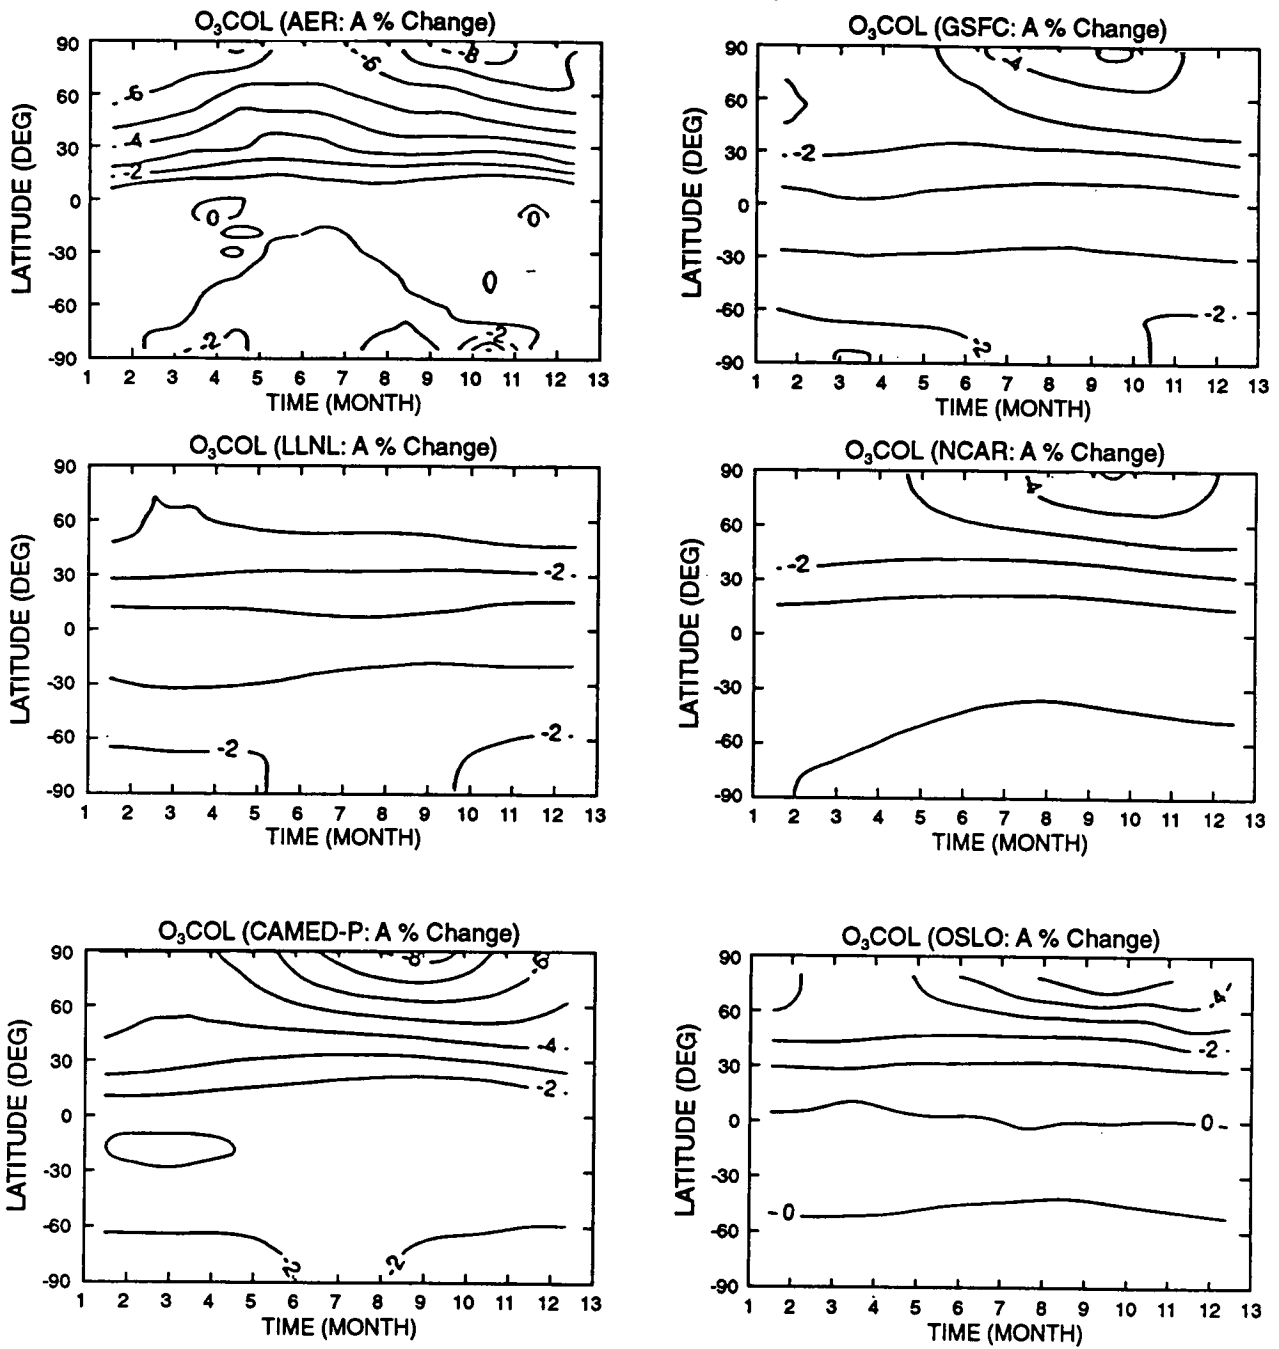 O₃COL (AER: A % Change)
LATITUDE (DEG)
90
60
30
0
-30
-60
-90
-6
-4
-2
-6
-8
0
0
-2
-2
1 2 3 4 5 6 7 8 9 10 11 12 13
TIME (MONTH)
O₃COL (GSFC: A % Change)
LATITUDE (DEG)
90
60
30
0
-30
-60
-90
-4
-2
-2
-2
1 2 3 4 5 6 7 8 9 10 11 12 13
TIME (MONTH)
O₃COL (LLNL: A % Change)
LATITUDE (DEG)
90
60
30
0
-30
-60
-90
-2
-2
-2
1 2 3 4 5 6 7 8 9 10 11 12 13
TIME (MONTH)
O₃COL (NCAR: A % Change)
LATITUDE (DEG)
90
60
30
0
-30
-60
-90
-4
-2
1 2 3 4 5 6 7 8 9 10 11 12 13
TIME (MONTH)
O₃COL (CAMED-P: A % Change)
LATITUDE (DEG)
90
60
30
0
-30
-60
-90
-8
-6
-4
-2
-2
-2
1 2 3 4 5 6 7 8 9 10 11 12 13
TIME (MONTH)
O₃COL (OSLO: A % Change)
LATITUDE (DEG)
90
60
30
0
-30
-60
-90
-4
-2
0
0
1 2 3 4 5 6 7 8 9 10 11 12 13
TIME (MONTH)